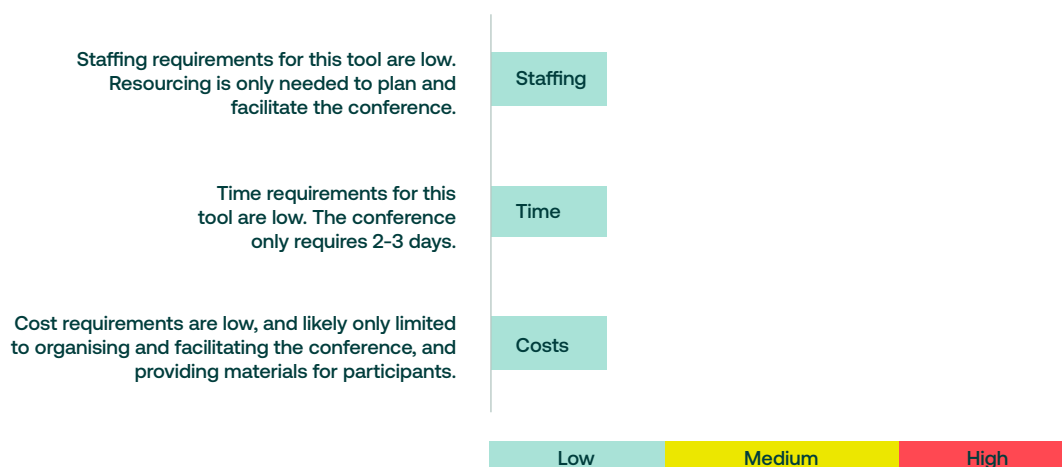 Staffing requirements for this tool are low.
Resourcing is only needed to plan and
facilitate the conference.
Staffing
Time requirements for this
tool are low. The conference
only requires 2-3 days.
Time
Cost requirements are low, and likely only limited
to organising and facilitating the conference, and
providing materials for participants.
Costs
Low Medium High